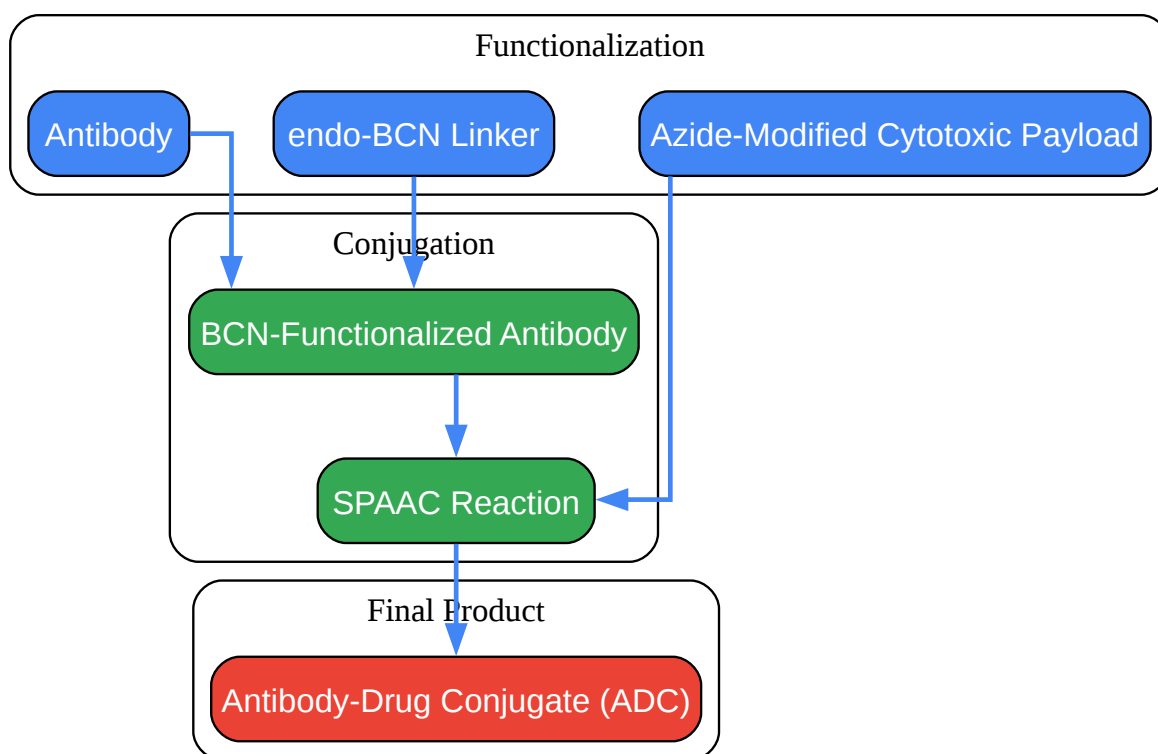 Functionalization
Antibody
endo-BCN Linker
Azide-Modified Cytotoxic Payload
Conjugation
BCN-Functionalized Antibody
SPAAC Reaction
Final Product
Antibody-Drug Conjugate (ADC)